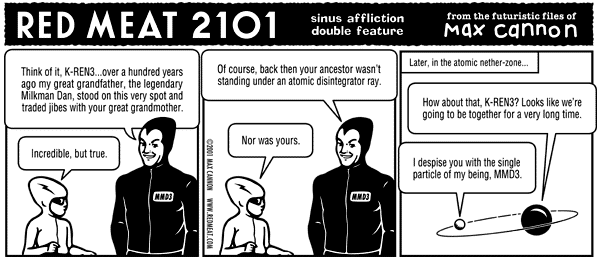 RED MEAT 2101
sinus affliction
double feature
from the futuristic files of
max cannon
Think of it, K-REN3...over a hundred years
ago my great grandfather, the legendary
Milkman Dan, stood on this very spot and
traded jibes with your great grandmother.
Incredible, but true.
MMD3
©2001 MAX CANNON WWW.REDMEAT.COM
Of course, back then your ancestor wasn't
standing under an atomic disintegrator ray.
Nor was yours.
MMD3
Later, in the atomic nether-zone...
How about that, K-REN3? Looks like we're
going to be together for a very long time.
I despise you with the single
particle of my being, MMD3.